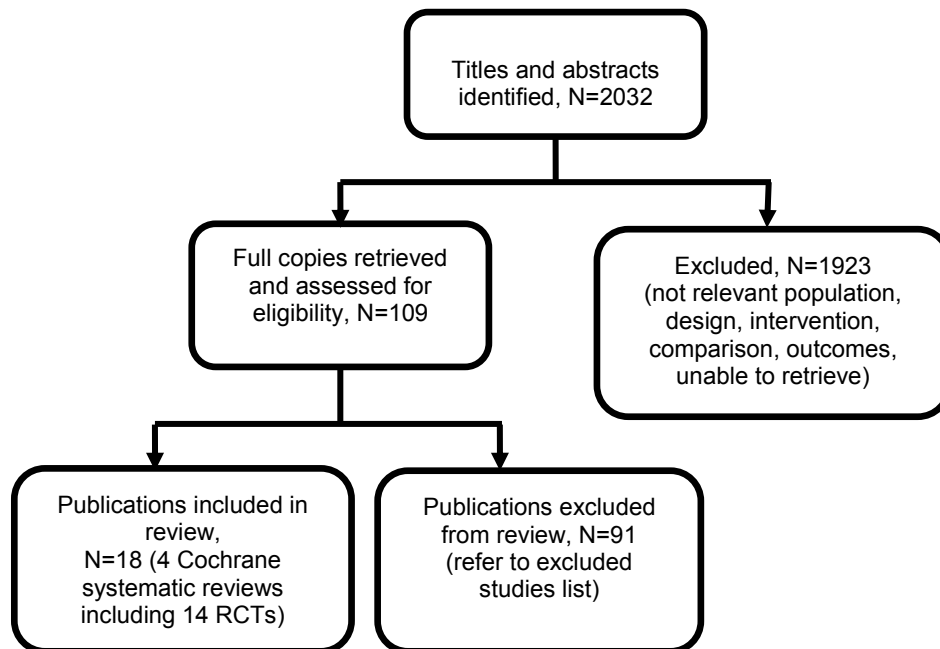 Titles and abstracts
identified, N=2032
Full copies retrieved
and assessed for
eligibility, N=109
Excluded, N=1923
(not relevant population,
design, intervention,
comparison, outcomes,
unable to retrieve)
Publications included in
review,
N=18 (4 Cochrane
systematic reviews
including 14 RCTs)
Publications excluded
from review, N=91
(refer to excluded
studies list)